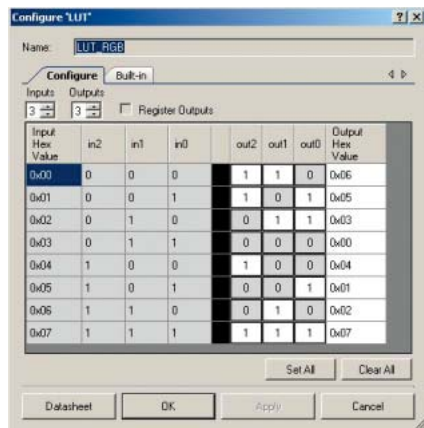 Configure 'LUT'
Name: LUT_RGB
Configure Built-in
Inputs Outputs
3 3 Register Outputs
Input Hex Value in2 in1 in0 out2 out1 out0 Output Hex Value
0x00 0 0 0 1 1 0 0x06
0x01 0 0 1 1 0 1 0x05
0x02 0 1 0 0 1 1 0x03
0x03 0 1 1 0 0 0 0x00
0x04 1 0 0 1 0 0 0x04
0x05 1 0 1 0 0 1 0x01
0x06 1 1 0 0 1 0 0x02
0x07 1 1 1 1 1 1 0x07
Set All Clear All
Datasheet OK Apply Cancel